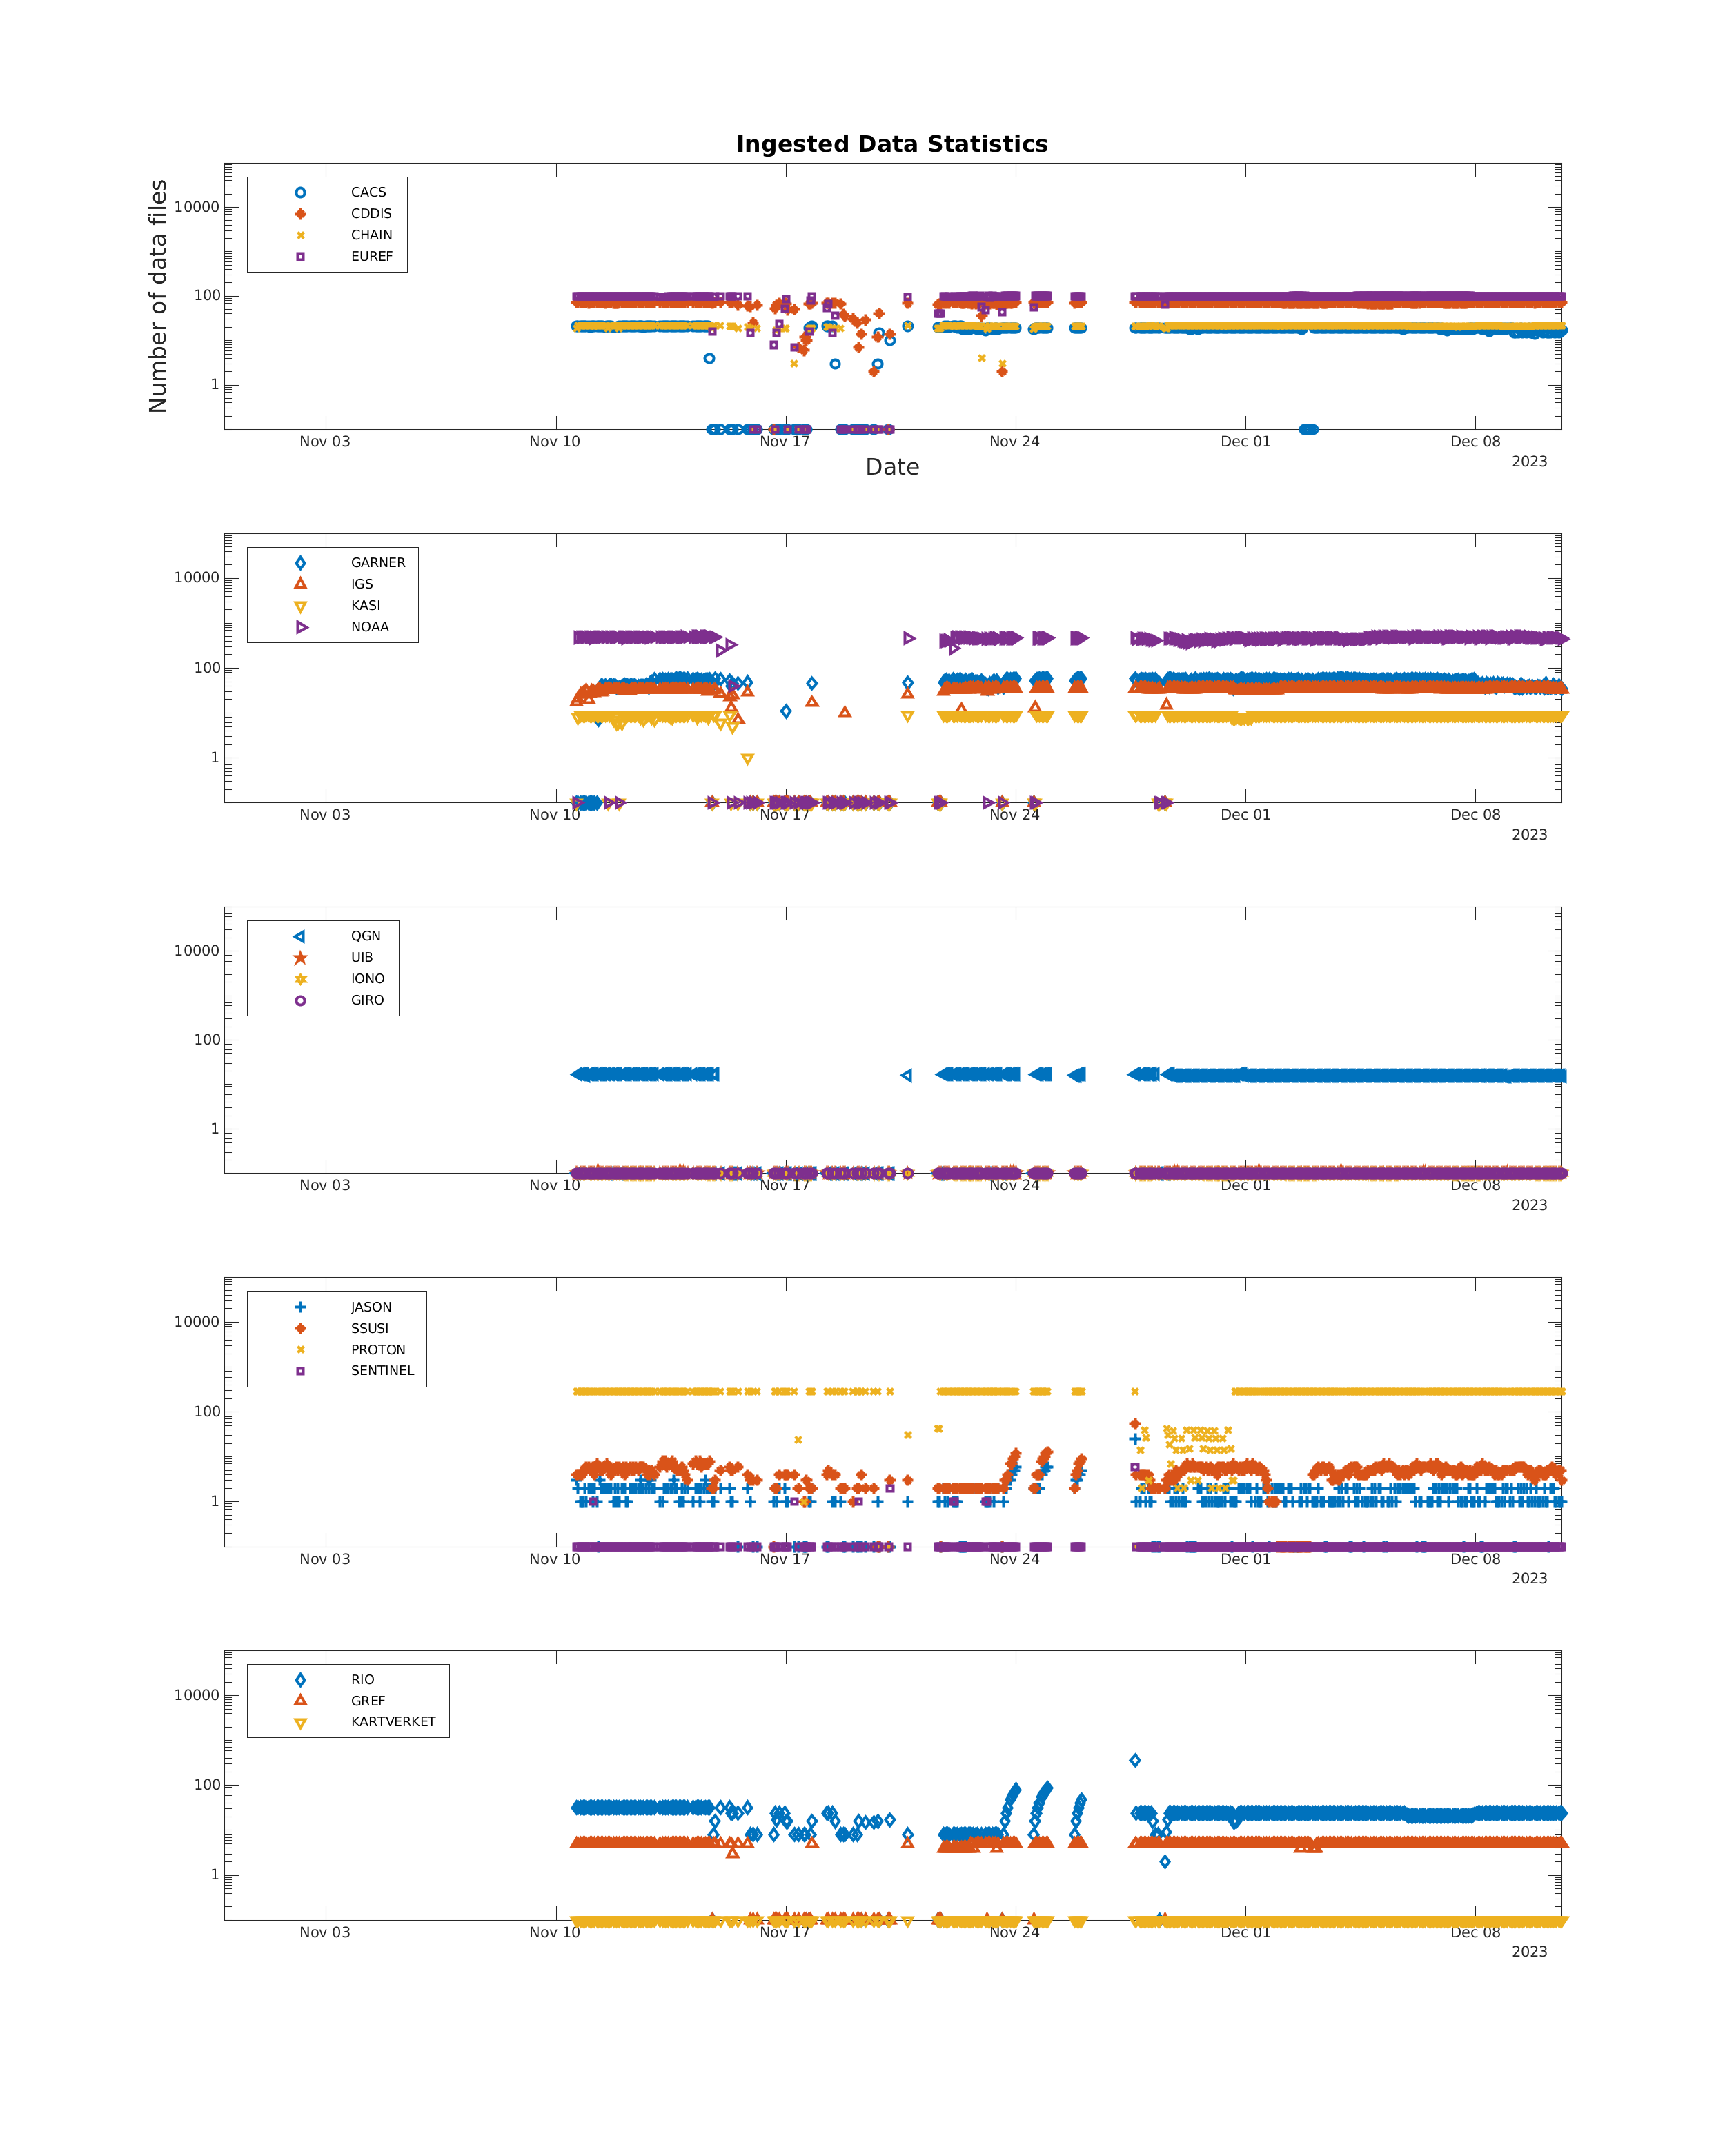 Ingested Data Statistics
Number of data files
10000
100
1
CACS
CDDIS
CHAIN
EUREF
Nov 03 Nov 10 Nov 17 Nov 24 Dec 01 Dec 08
2023
Date
10000
100
1
GARNER
IGS
KASI
NOAA
Nov 03 Nov 10 Nov 17 Nov 24 Dec 01 Dec 08
2023
10000
100
1
QGN
UIB
IONO
GIRO
Nov 03 Nov 10 Nov 17 Nov 24 Dec 01 Dec 08
2023
10000
100
1
JASON
SSUSI
PROTON
SENTINEL
Nov 03 Nov 10 Nov 17 Nov 24 Dec 01 Dec 08
2023
10000
100
1
RIO
GREF
KARTVERKET
Nov 03 Nov 10 Nov 17 Nov 24 Dec 01 Dec 08
2023